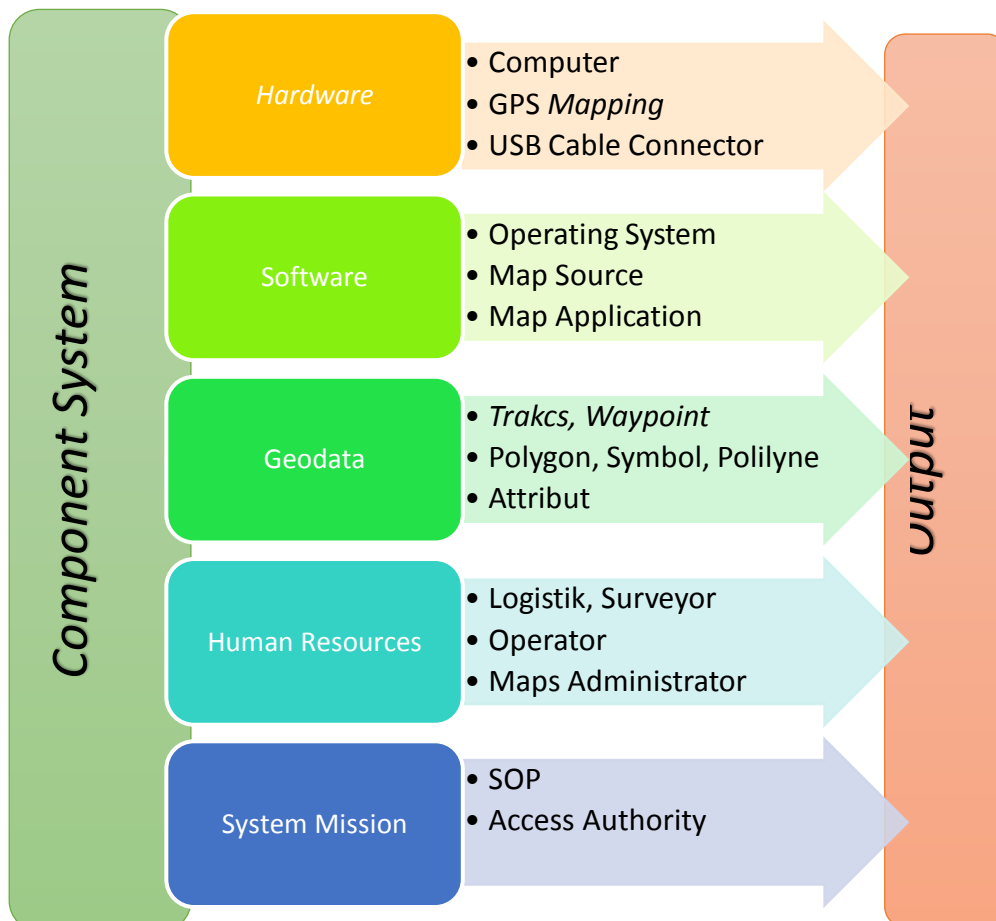 Component System
Hardware
• Computer
• GPS Mapping
• USB Cable Connector
Software
• Operating System
• Map Source
• Map Application
Geodata
• Trakcs, Waypoint
• Polygon, Symbol, Polilyne
• Attribut
Human Resources
• Logistik, Surveyor
• Operator
• Maps Administrator
System Mission
• SOP
• Access Authority
Output